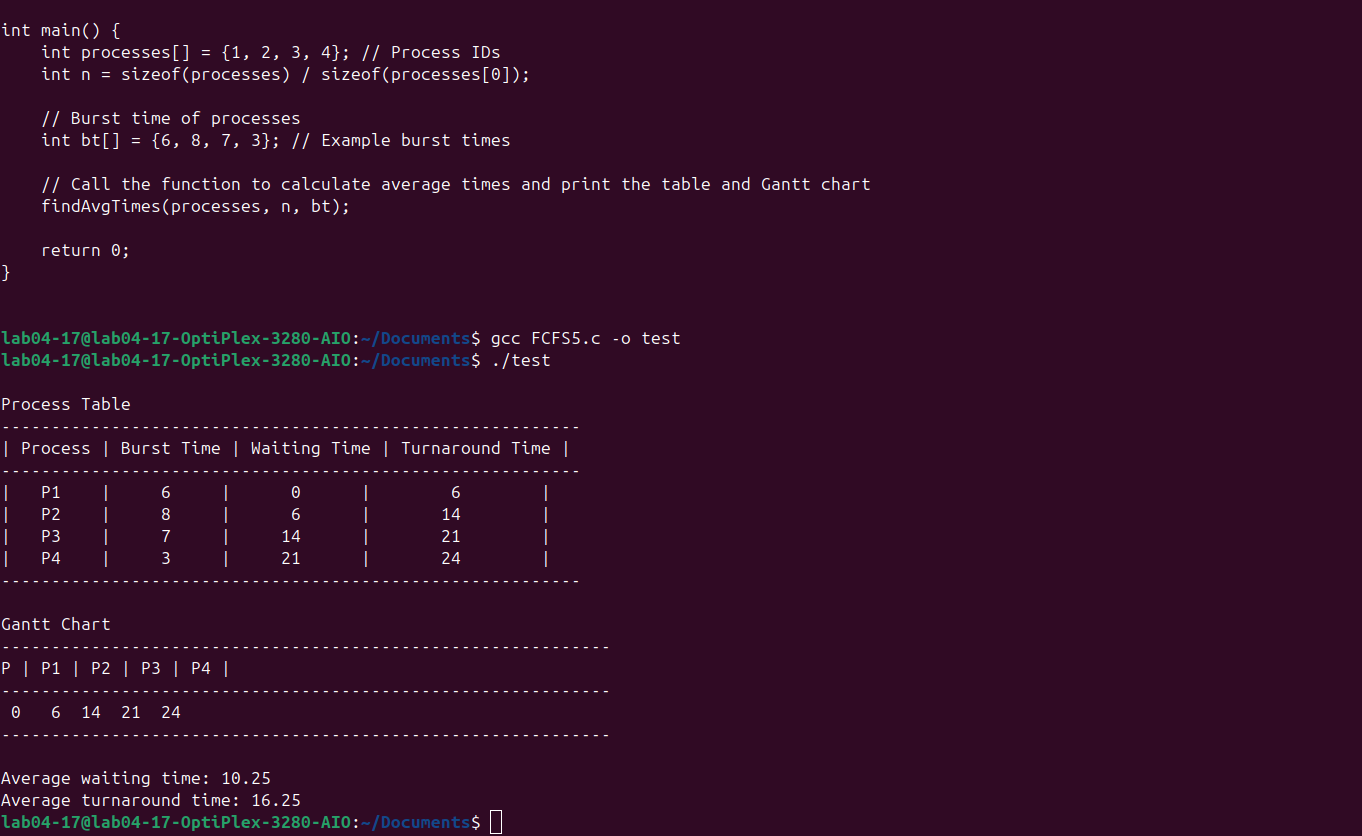 int main() {
    int processes[] = {1, 2, 3, 4}; // Process IDs
    int n = sizeof(processes) / sizeof(processes[0]);
    // Burst time of processes
    int bt[] = {6, 8, 7, 3}; // Example burst times
    // Call the function to calculate average times and print the table and Gantt chart
    findAvgTimes(processes, n, bt);
    return 0;
}
lab04-17@lab04-17-OptiPlex-3280-AIO:~/Documents$ gcc FCFS5.c -o test
lab04-17@lab04-17-OptiPlex-3280-AIO:~/Documents$ ./test
Process Table
----------------------------------------------------------
| Process | Burst Time | Waiting Time | Turnaround Time |
----------------------------------------------------------
|   P1    |     6     |      0      |        6        |
|   P2    |     8     |      6      |       14        |
|   P3    |     7     |     14      |       21        |
|   P4    |     3     |     21      |       24        |
----------------------------------------------------------
Gantt Chart
-------------------------------------------------------------
P | P1 | P2 | P3 | P4 |
-------------------------------------------------------------
 0   6  14  21  24
-------------------------------------------------------------
Average waiting time: 10.25
Average turnaround time: 16.25
lab04-17@lab04-17-OptiPlex-3280-AIO:~/Documents$